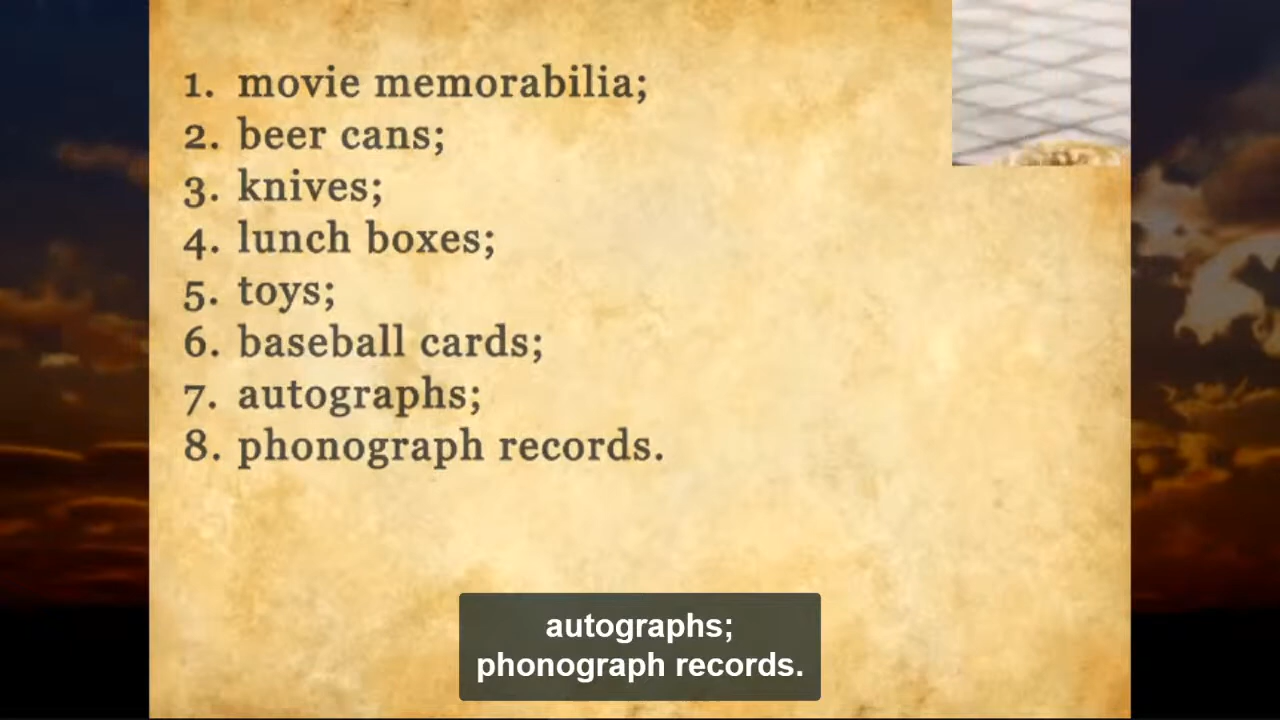 1. movie memorabilia;
2. beer cans;
3. knives;
4. lunch boxes;
5. toys;
6. baseball cards;
7. autographs;
8. phonograph records.
autographs;
phonograph records.